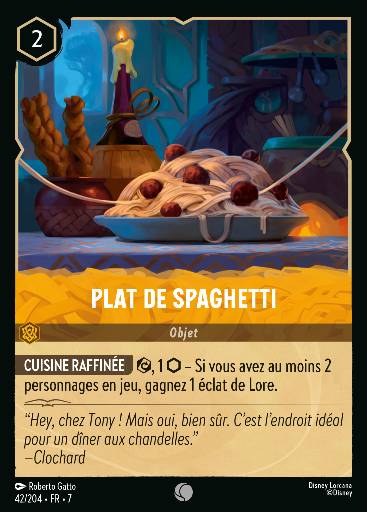 2
PLAT DE SPAGHETTI
Objet
CUISINE RAFFINÉE , 1 – Si vous avez au moins 2
personnages en jeu, gagnez 1 éclat de Lore.
“Hey, chez Tony ! Mais oui, bien sûr. C’est l’endroit idéal
pour un dîner aux chandelles.”
–Clochard
Roberto Gatto
42/204 • FR • 7
Disney Lorcana
©Disney